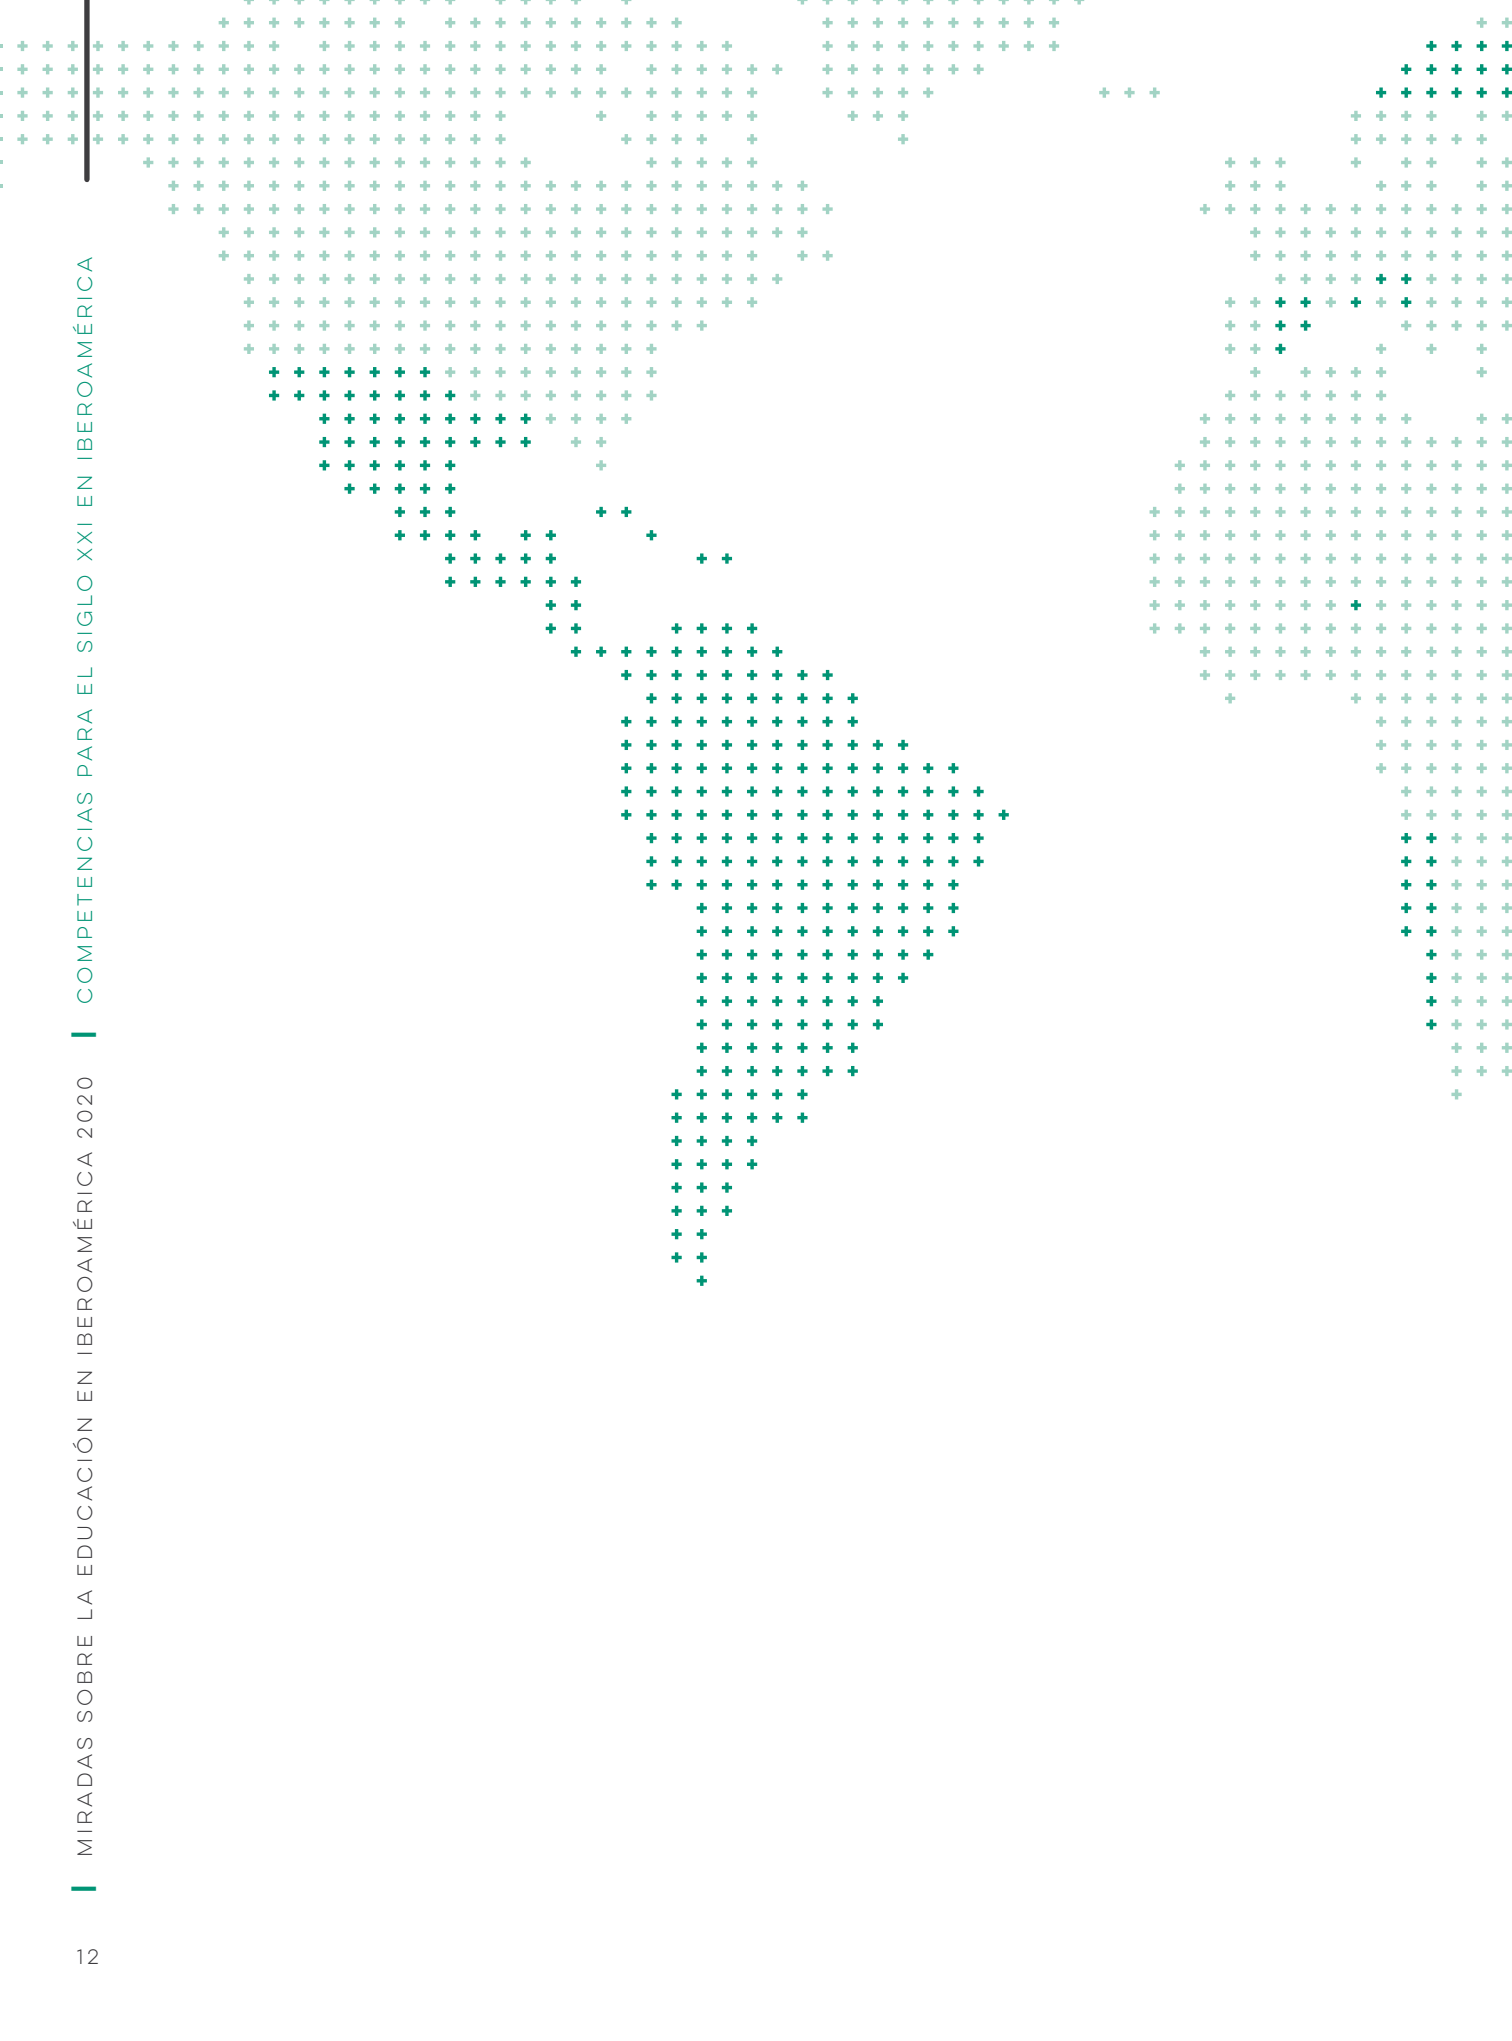 MIRADAS SOBRE LA EDUCACIÓN EN IBEROAMÉRICA 2020 | COMPETENCIAS PARA EL SIGLO XXI EN IBEROAMÉRICA
12